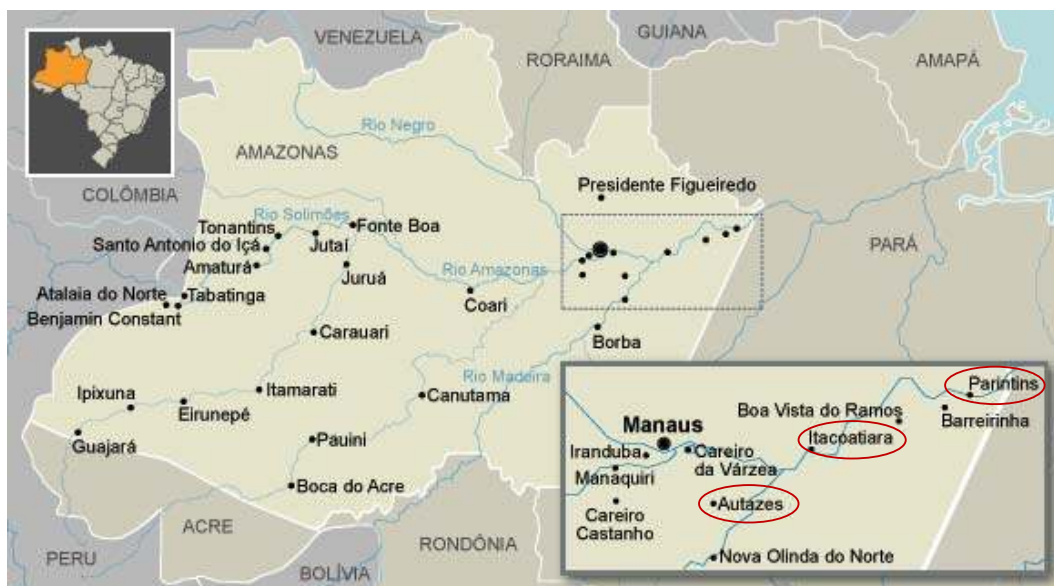 VENEZUELA
GUIANA
RORAIMA
AMAPÁ
Rio Negro
AMAZONAS
COLÔMBIA
Presidente Figueiredo
Tonantins
Rio Solimões
Fonte Boa
Santo Antonio do Içá
Jutaí
PARÁ
Amaturá
Juruá
Rio Amazonas
Atalaia do Norte
Tabatinga
Coari
Benjamin Constant
Carauari
Borba
Rio Madeira
Ipixuna
Itamarati
Canutama
Eirunepé
Guajará
Pauini
Boca do Acre
ACRE
PERU
BOLÍVIA
RONDÔNIA
Parintins
Boa Vista do Ramos
Barreirinha
Manaus
Itacoatiara
Iranduba
Careiro
da Várzea
Manaquiri
Autazes
Careiro
Castanho
Nova Olinda do Norte